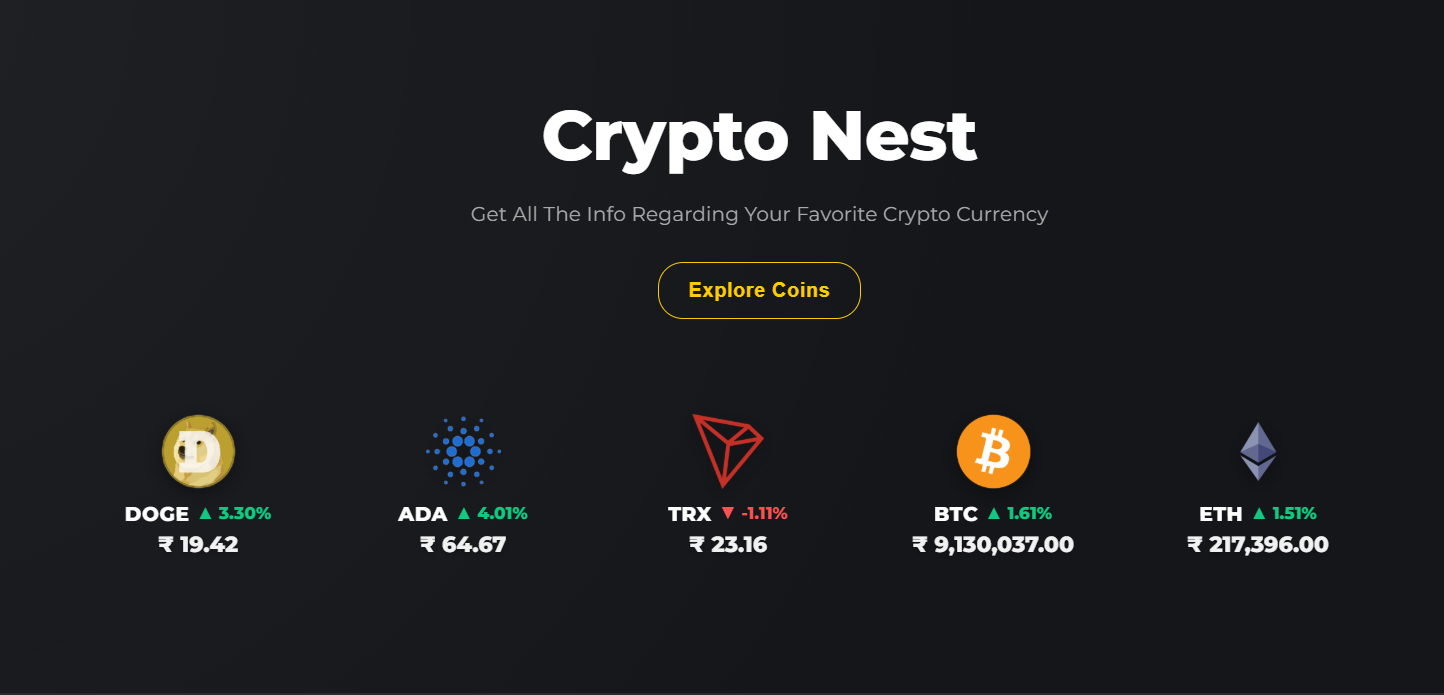 Crypto Nest
Get All The Info Regarding Your Favorite Crypto Currency
Explore Coins
DOGE ▲ 3.30%
₹ 19.42
ADA ▲ 4.01%
₹ 64.67
TRX ▼ -1.11%
₹ 23.16
BTC ▲ 1.61%
₹ 9,130,037.00
ETH ▲ 1.51%
₹ 217,396.00